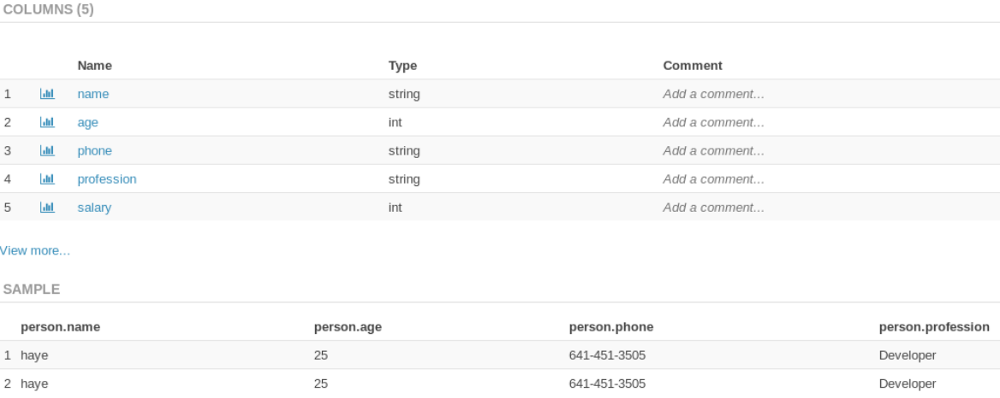 COLUMNS (5)
Name Type Comment
1 name string Add a comment...
2 age int Add a comment...
3 phone string Add a comment...
4 profession string Add a comment...
5 salary int Add a comment...
View more...
SAMPLE
person.name person.age person.phone person.profession
1 haye 25 641-451-3505 Developer
2 haye 25 641-451-3505 Developer